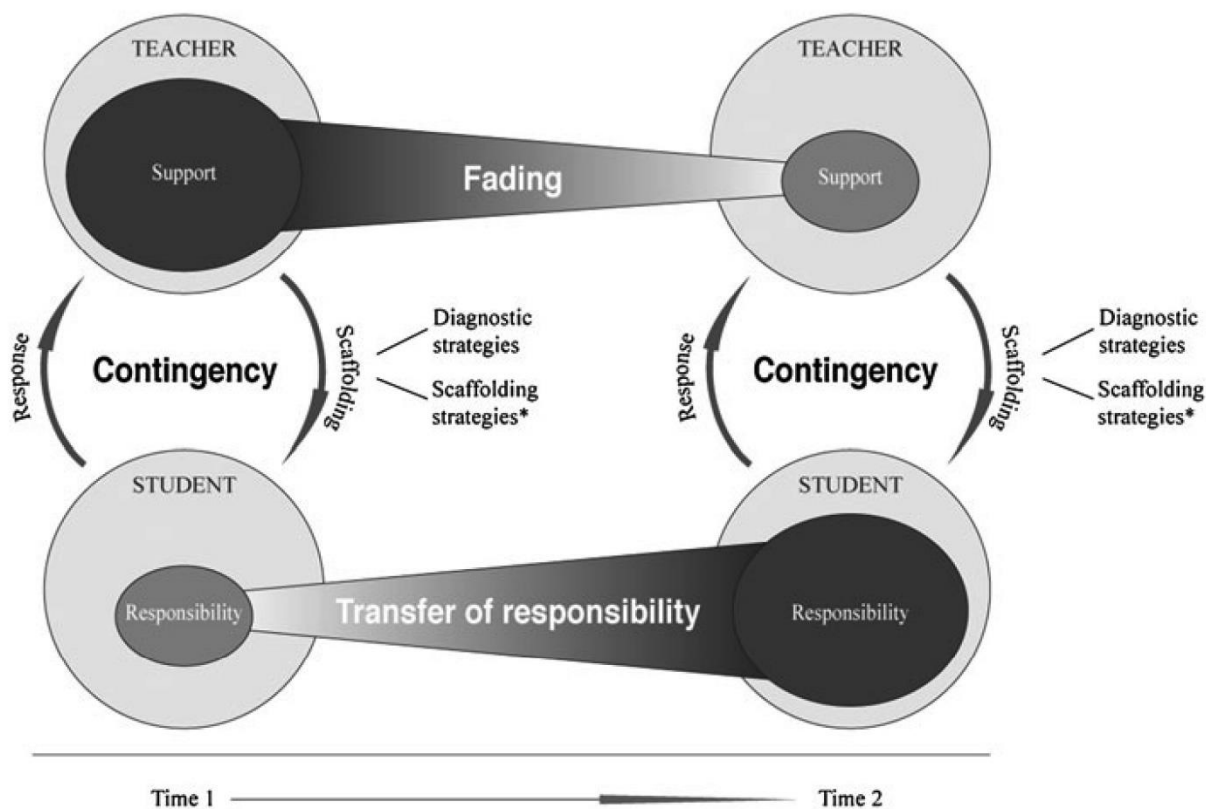 TEACHER
TEACHER
Support
Fading
Support
Response
Contingency
Scaffolding
Diagnostic
strategies
Scaffolding
strategies*
Response
Contingency
Scaffolding
Diagnostic
strategies
Scaffolding
strategies*
STUDENT
STUDENT
Responsibility
Transfer of responsibility
Responsibility
Time 1
Time 2